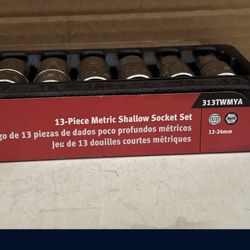 313TWMYA
13-Piece Metric Shallow Socket Set
go de 13 piezas de dados poco profundos métricos
Jeu de 13 douilles courtes métriques
12-24mm